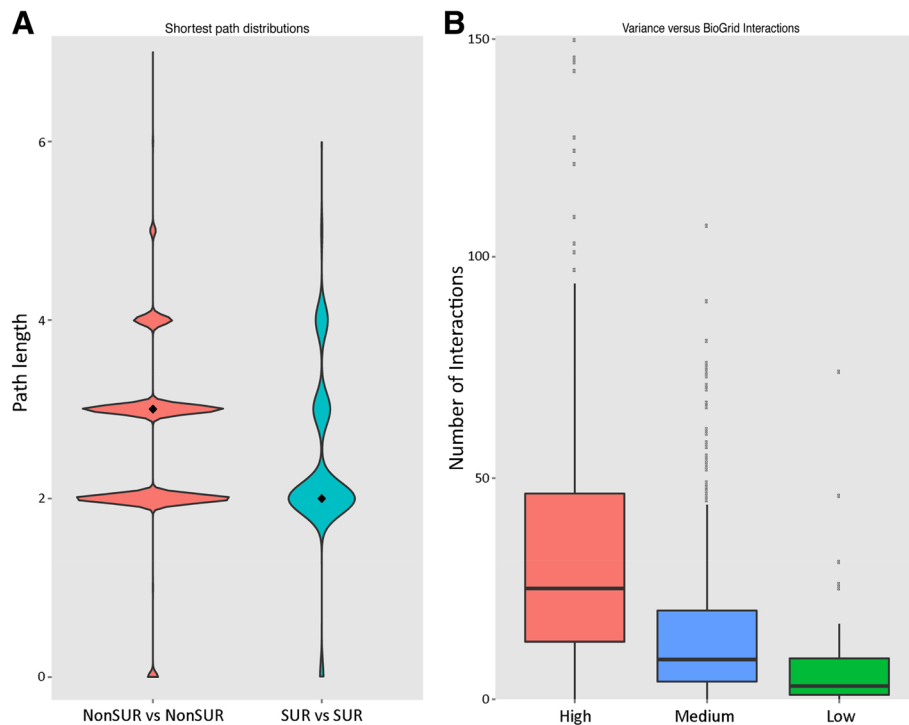 A
Shortest path distributions
Path length
6
4
2
0
NonSUR vs NonSUR
SUR vs SUR
B
Variance versus BioGrid Interactions
Number of Interactions
150
100
50
0
High
Medium
Low